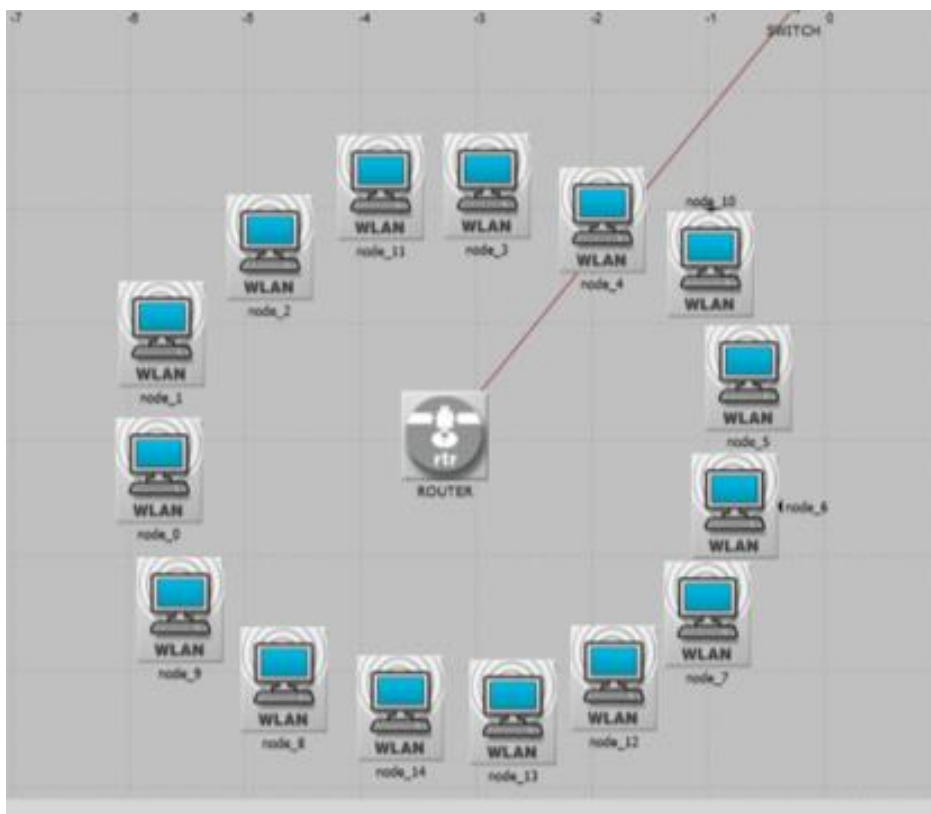 -7 -6 -5 -4 -3 -2 -1 0
SWITCH
WLAN
node_11
WLAN
node_3
WLAN
node_4
node_10
WLAN
WLAN
node_2
WLAN
node_1
WLAN
node_5
rtr
ROUTER
WLAN
node_0
node_6
WLAN
WLAN
node_9
WLAN
node_7
WLAN
node_8
WLAN
node_12
WLAN
node_14
WLAN
node_13